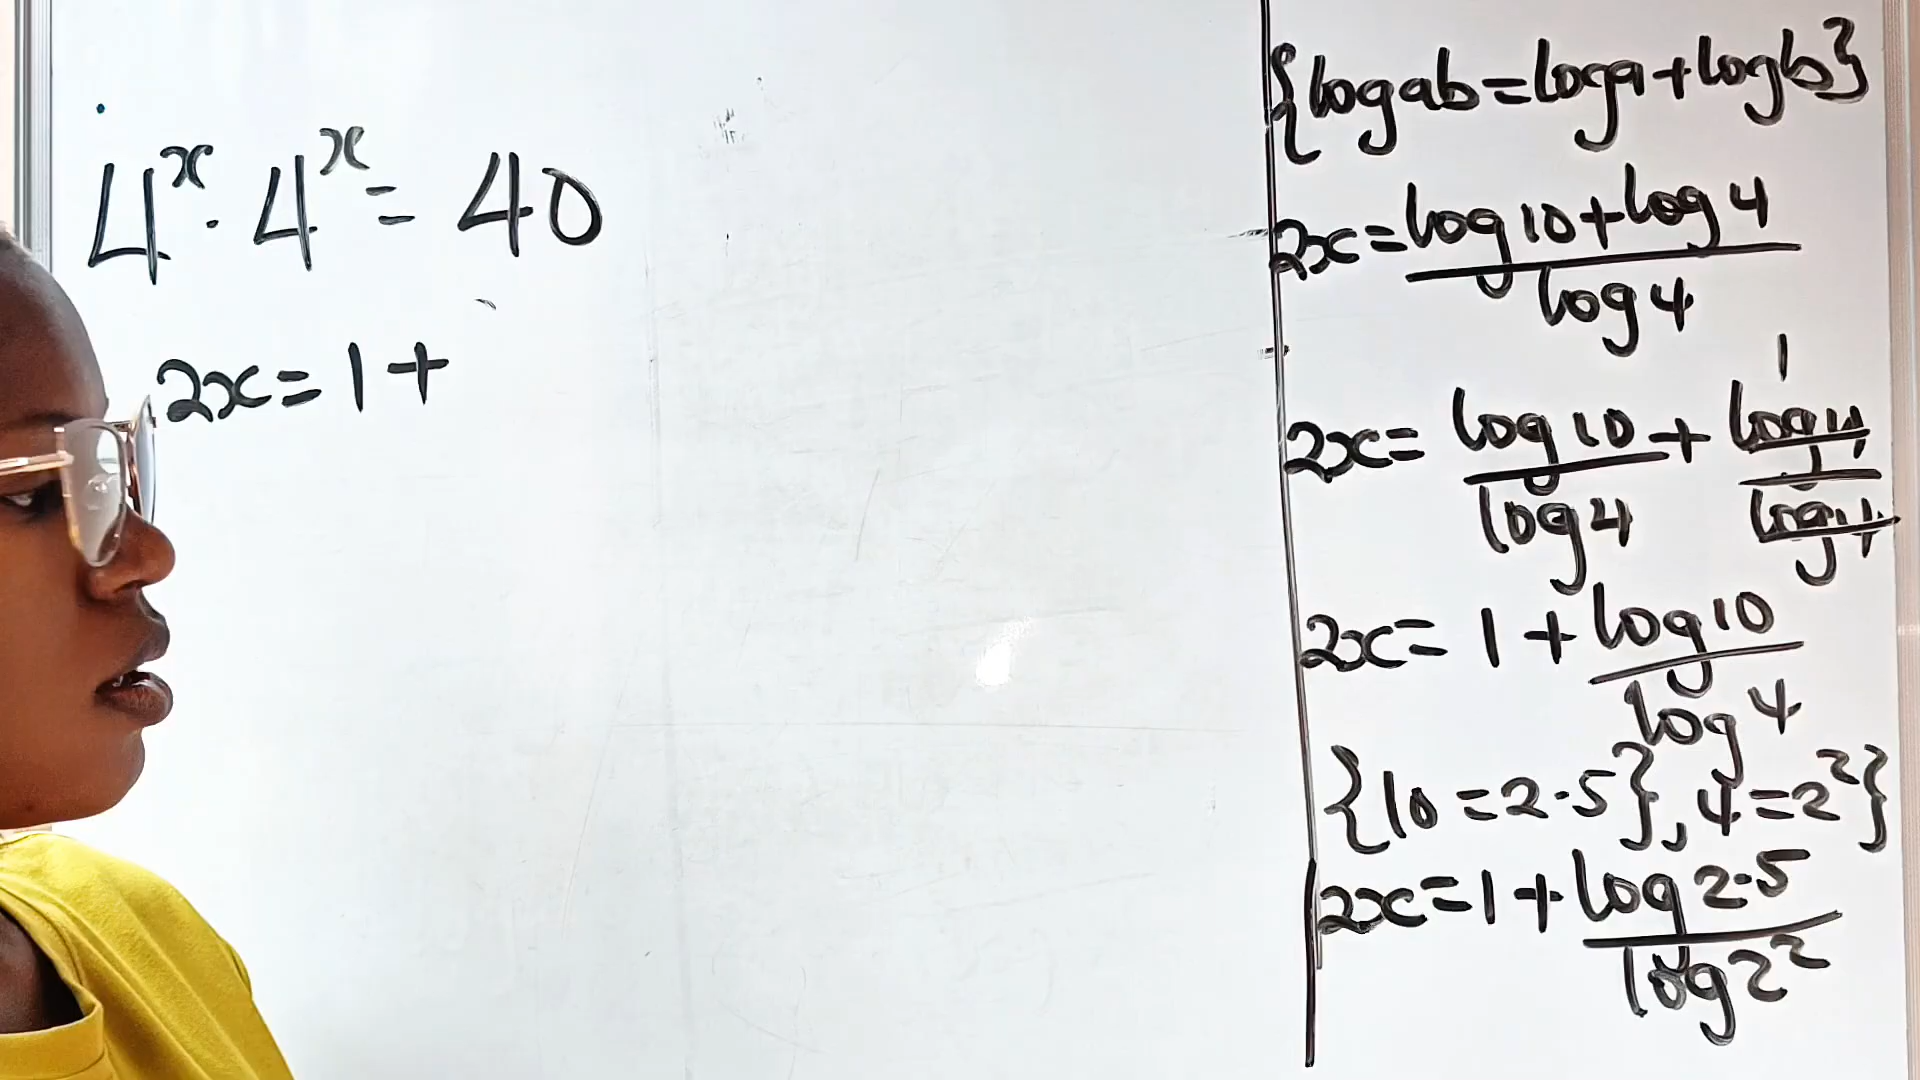 4^x · 4^x = 40
2x = 1 +
{log ab = log a + log b}
2x = log 10 + log 4
log 4
1
2x = log 10 + log 4
log 4 log 4
2x = 1 + log 10
log 4
{10 = 2·5}, 4 = 2²}
2x = 1 + log 2·5
log 2²